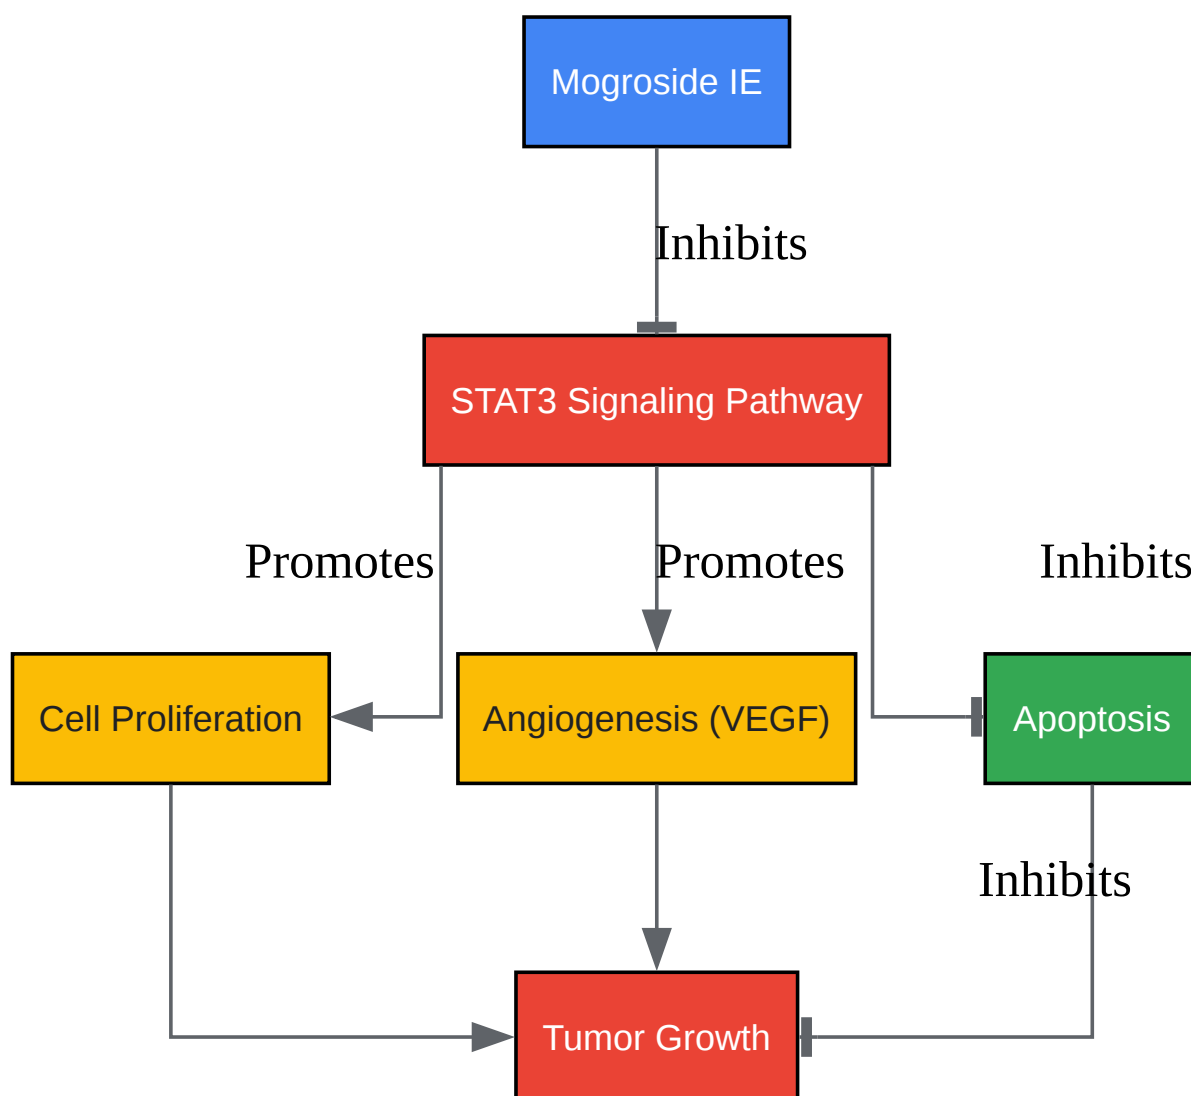 Mogroside IE
Inhibits
STAT3 Signaling Pathway
Promotes
Promotes
Inhibits
Cell Proliferation
Angiogenesis (VEGF)
Apoptosis
Inhibits
Tumor Growth